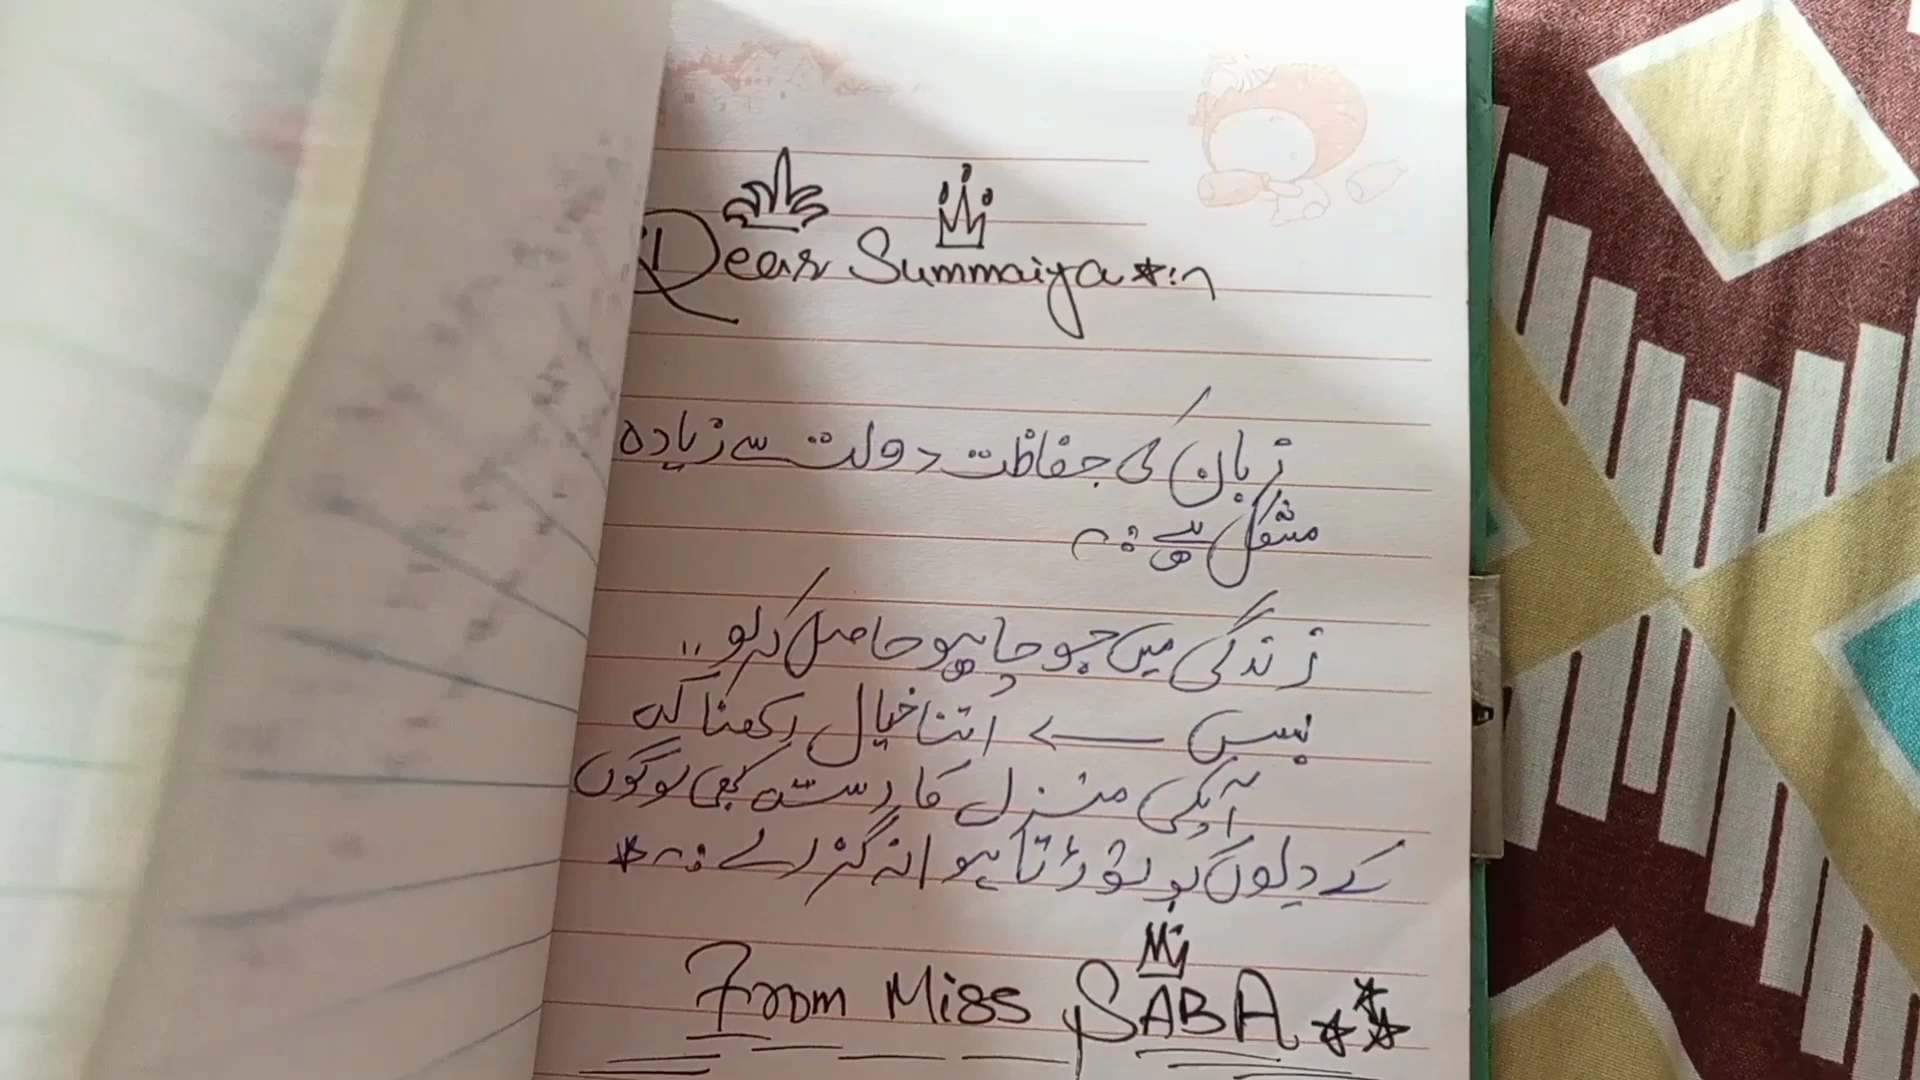 Dear Summaiya
زبان کی حفاظت دولت سے زیادہ
مشکل ہے
زندگی میں جو چاہو حاصل کر لو
بس اتنا خیال رکھنا کہ
آپکی منزل کا رستہ کبھی لوگوں
کے دلوں کو توڑتا ہوا نہ گزرے
From Miss SABA